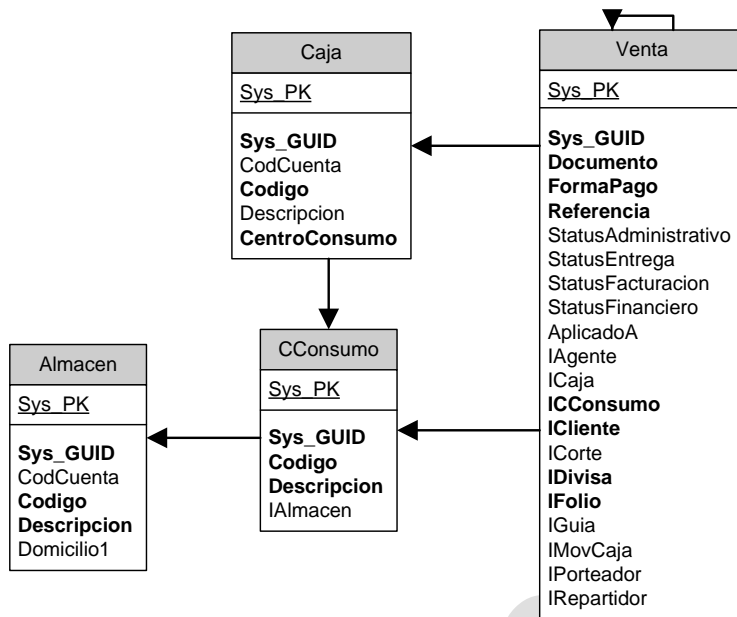 Caja
Sys_PK
Sys_GUID
CodCuenta
Codigo
Descripcion
CentroConsumo
Venta
Sys_PK
Sys_GUID
Documento
FormaPago
Referencia
StatusAdministrativo
StatusEntrega
StatusFacturacion
StatusFinanciero
AplicadoA
IAgente
ICaja
ICConsumo
ICliente
ICorte
IDivisa
IFolio
IGuia
IMovCaja
IPorteador
IRepartidor
Almacen
Sys_PK
Sys_GUID
CodCuenta
Codigo
Descripcion
Domicilio1
CConsumo
Sys_PK
Sys_GUID
Codigo
Descripcion
IAlmacen